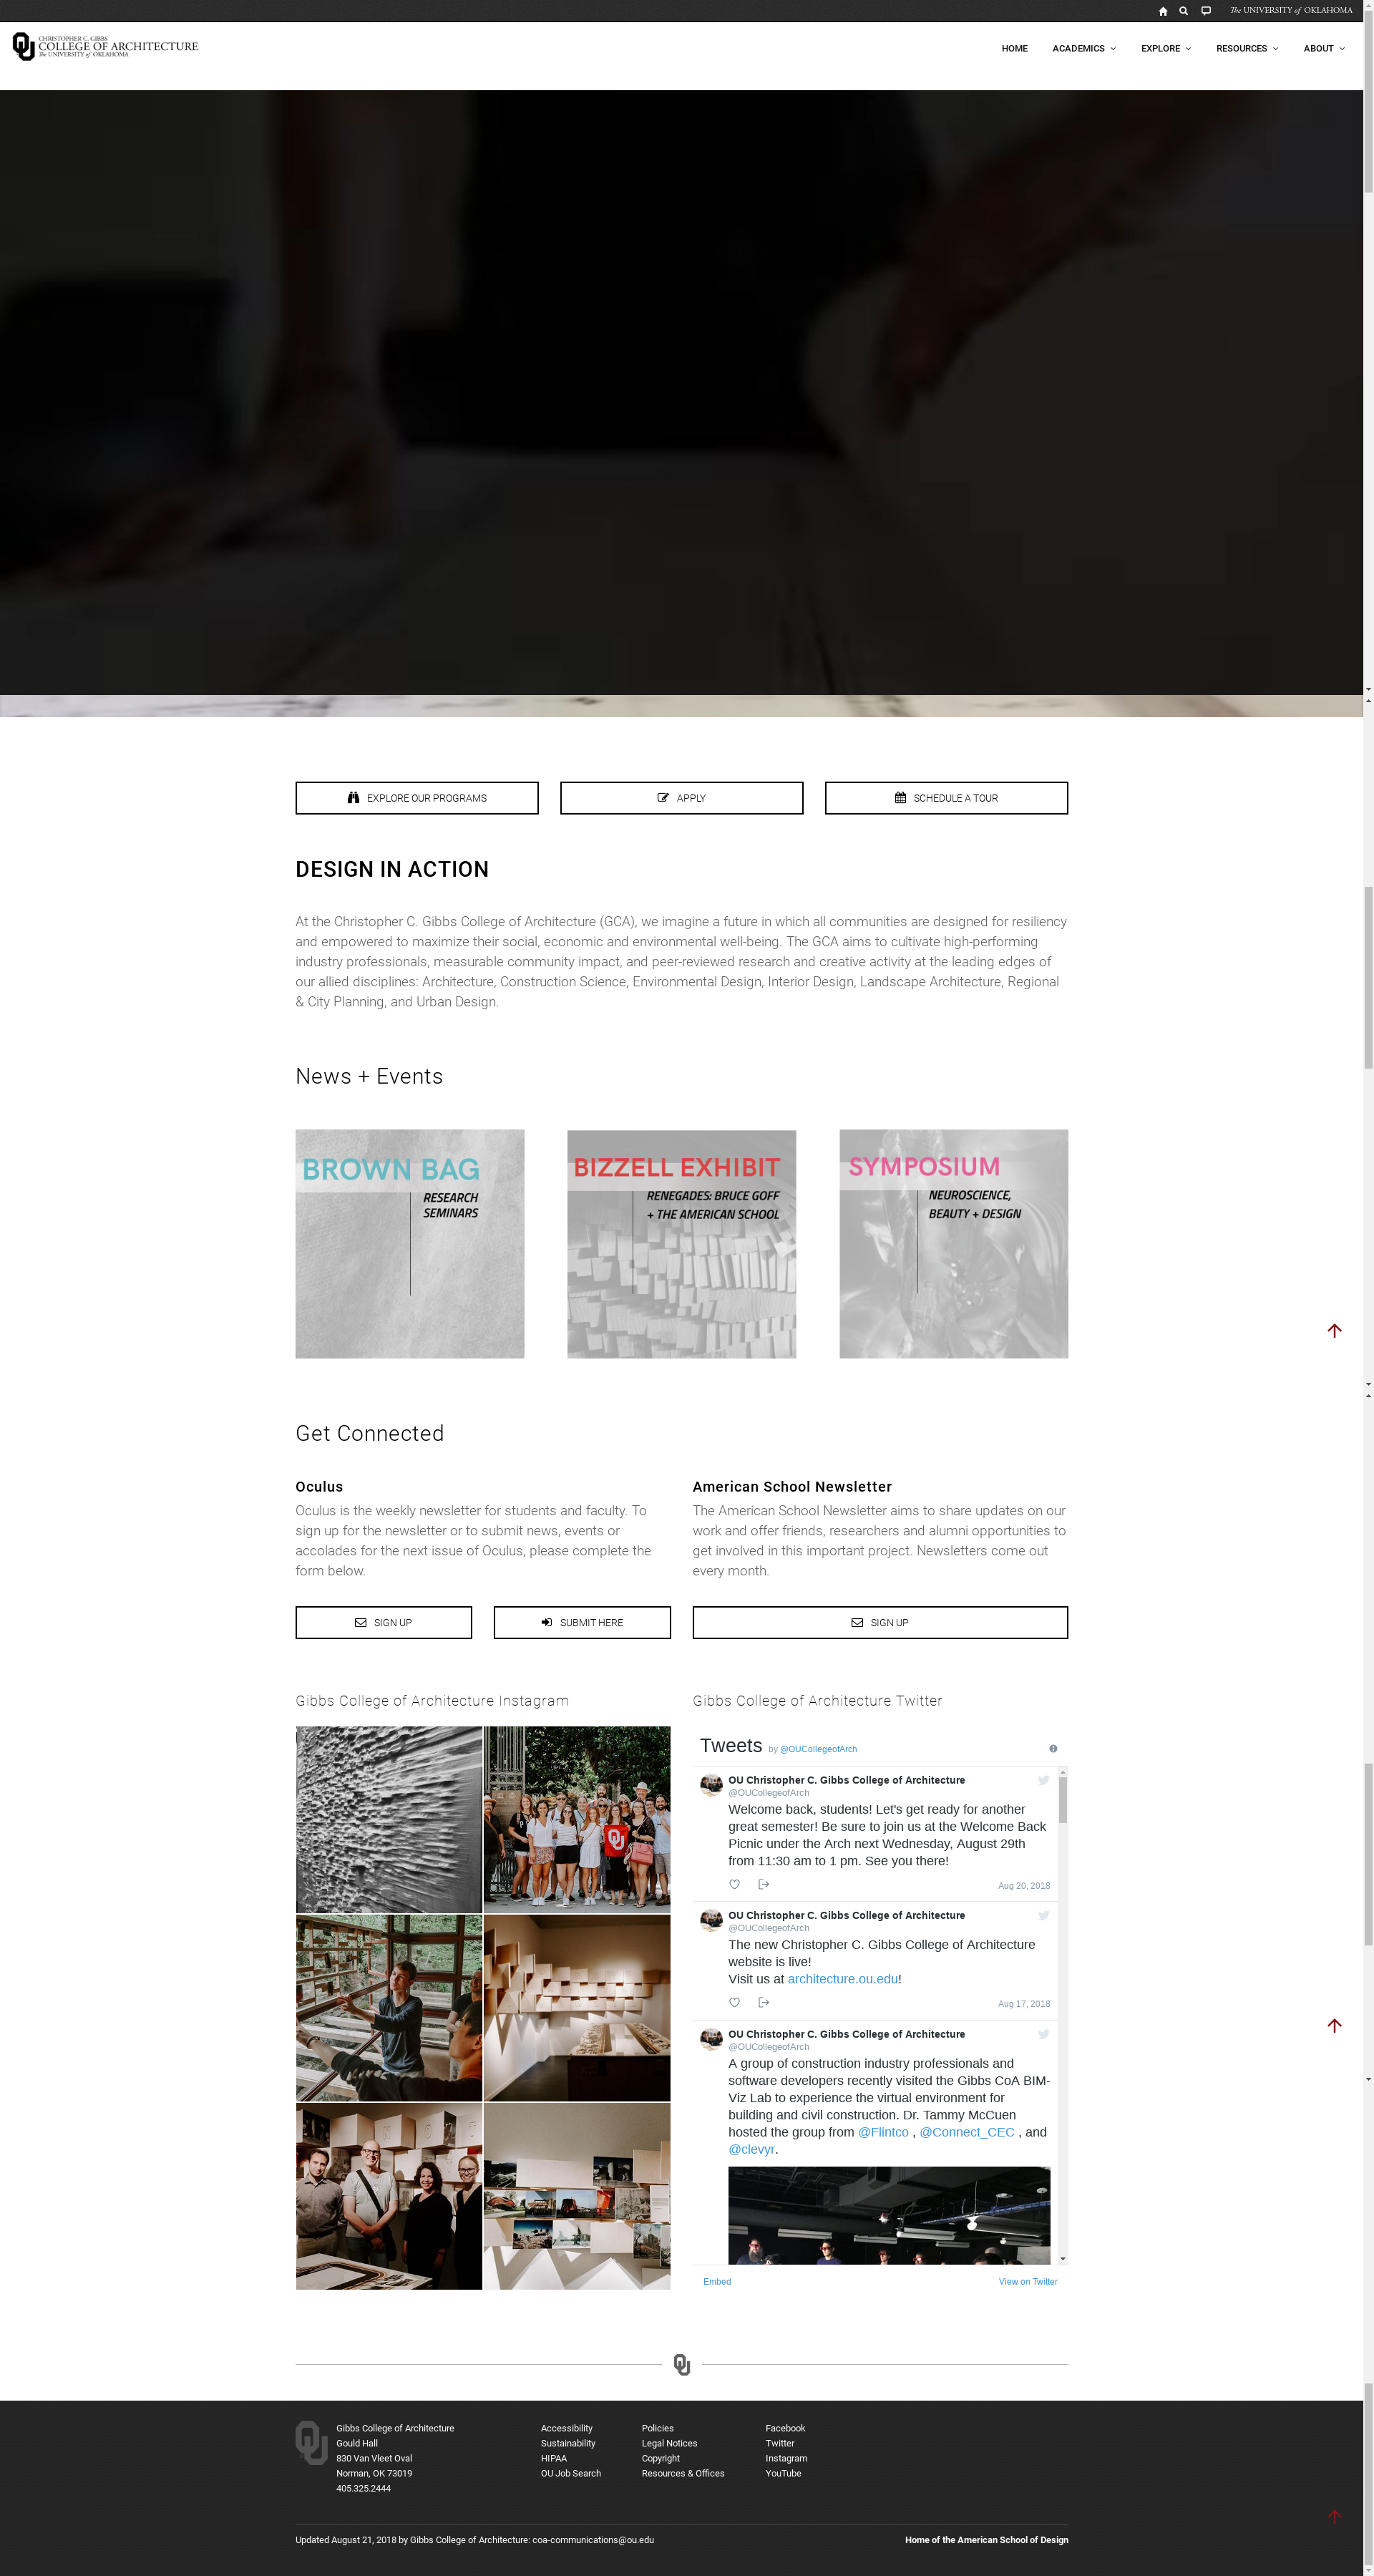 The UNIVERSITY of OKLAHOMA
CHRISTOPHER C. GIBBS
COLLEGE OF ARCHITECTURE
The UNIVERSITY of OKLAHOMA
HOME ACADEMICS EXPLORE RESOURCES ABOUT
EXPLORE OUR PROGRAMS
APPLY
SCHEDULE A TOUR
DESIGN IN ACTION
At the Christopher C. Gibbs College of Architecture (GCA), we imagine a future in which all communities are designed for resiliency
and empowered to maximize their social, economic and environmental well-being. The GCA aims to cultivate high-performing
industry professionals, measurable community impact, and peer-reviewed research and creative activity at the leading edges of
our allied disciplines: Architecture, Construction Science, Environmental Design, Interior Design, Landscape Architecture, Regional
& City Planning, and Urban Design.
News + Events
BROWN BAG
RESEARCH
SEMINARS
BIZZELL EXHIBIT
RENEGADES: BRUCE GOFF
+ THE AMERICAN SCHOOL
SYMPOSIUM
NEUROSCIENCE,
BEAUTY + DESIGN
Get Connected
Oculus
Oculus is the weekly newsletter for students and faculty. To
sign up for the newsletter or to submit news, events or
accolades for the next issue of Oculus, please complete the
form below.
SIGN UP
SUBMIT HERE
American School Newsletter
The American School Newsletter aims to share updates on our
work and offer friends, researchers and alumni opportunities to
get involved in this important project. Newsletters come out
every month.
SIGN UP
Gibbs College of Architecture Instagram
Gibbs College of Architecture Twitter
Tweets by @OUCollegeofArch
OU Christopher C. Gibbs College of Architecture
@OUCollegeofArch
Welcome back, students! Let's get ready for another
great semester! Be sure to join us at the Welcome Back
Picnic under the Arch next Wednesday, August 29th
from 11:30 am to 1 pm. See you there!
Aug 20, 2018
OU Christopher C. Gibbs College of Architecture
@OUCollegeofArch
The new Christopher C. Gibbs College of Architecture
website is live!
Visit us at architecture.ou.edu!
Aug 17, 2018
OU Christopher C. Gibbs College of Architecture
@OUCollegeofArch
A group of construction industry professionals and
software developers recently visited the Gibbs CoA BIM-
Viz Lab to experience the virtual environment for
building and civil construction. Dr. Tammy McCuen
hosted the group from @Flintco , @Connect_CEC , and
@clevyr.
Embed
View on Twitter
Gibbs College of Architecture
Gould Hall
830 Van Vleet Oval
Norman, OK 73019
405.325.2444
Accessibility
Sustainability
HIPAA
OU Job Search
Policies
Legal Notices
Copyright
Resources & Offices
Facebook
Twitter
Instagram
YouTube
Updated August 21, 2018 by Gibbs College of Architecture: coa-communications@ou.edu
Home of the American School of Design